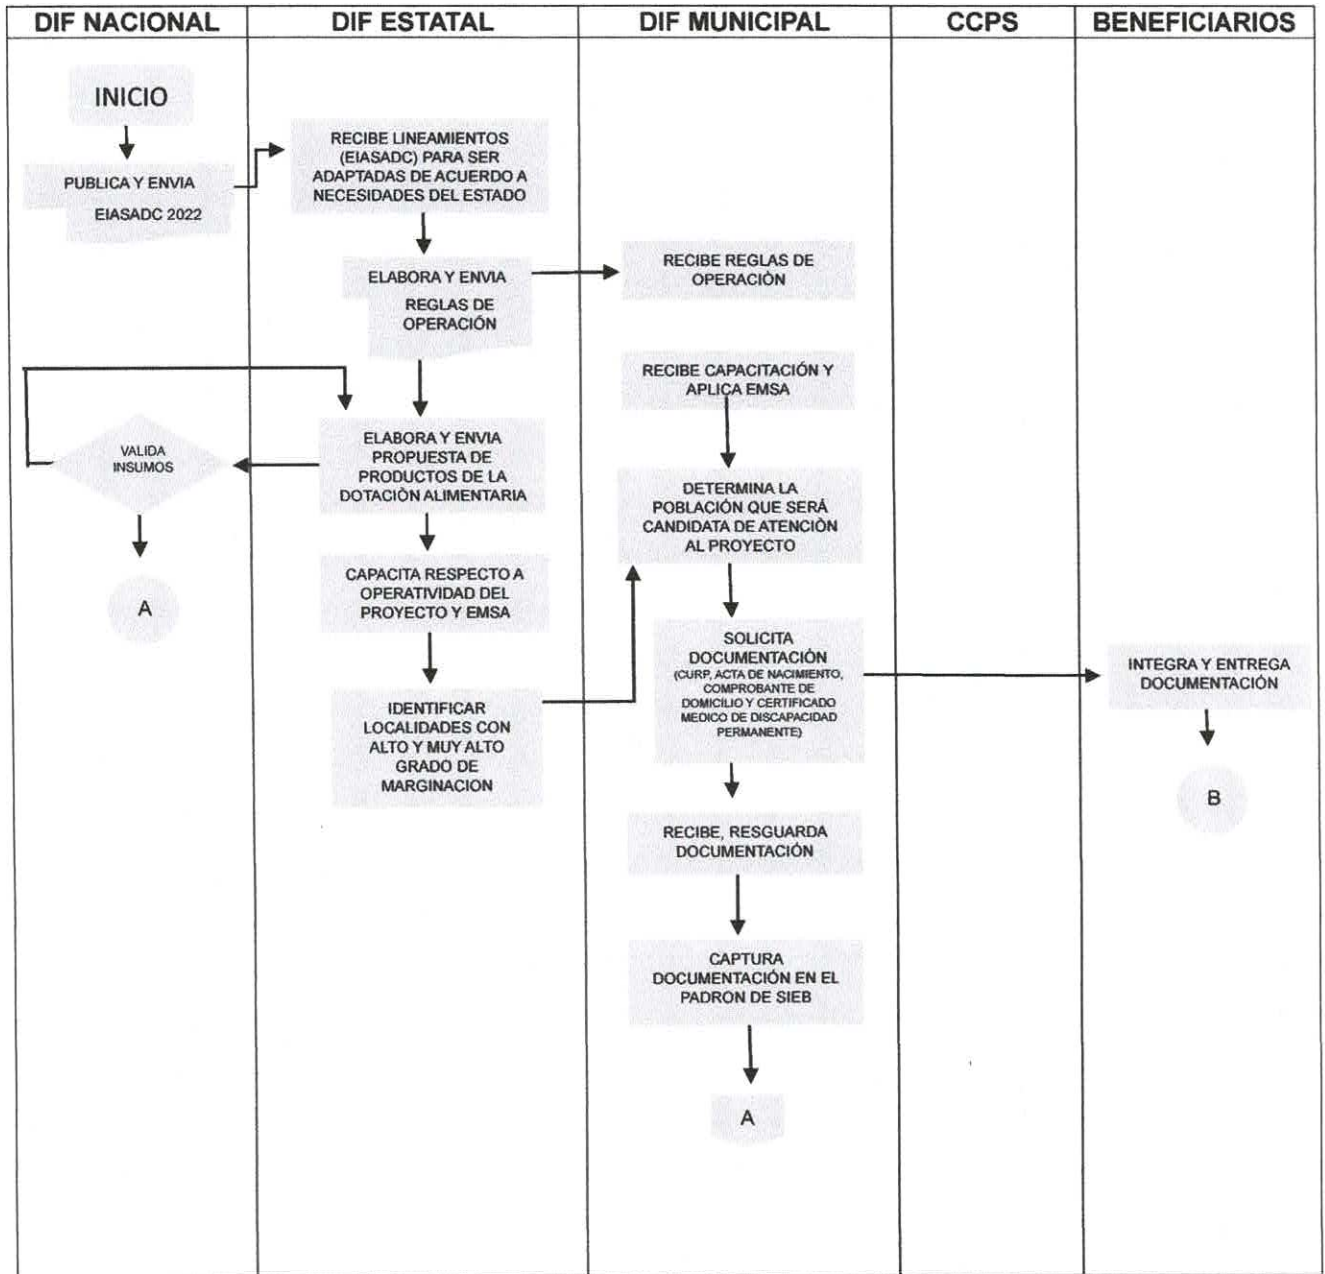 DIF NACIONAL
DIF ESTATAL
DIF MUNICIPAL
CCPS
BENEFICIARIOS
INICIO
PUBLICA Y ENVIA
EIASADC 2022
VALIDA
INSUMOS
A
RECIBE LINEAMIENTOS
(EIASADC) PARA SER
ADAPTADAS DE ACUERDO A
NECESIDADES DEL ESTADO
ELABORA Y ENVIA
REGLAS DE
OPERACIÓN
ELABORA Y ENVIA
PROPUESTA DE
PRODUCTOS DE LA
DOTACIÒN ALIMENTARIA
CAPACITA RESPECTO A
OPERATIVIDAD DEL
PROYECTO Y EMSA
IDENTIFICAR
LOCALIDADES CON
ALTO Y MUY ALTO
GRADO DE
MARGINACION
RECIBE REGLAS DE
OPERACIÒN
RECIBE CAPACITACIÓN Y
APLICA EMSA
DETERMINA LA
POBLACIÓN QUE SERÁ
CANDIDATA DE ATENCIÒN
AL PROYECTO
SOLICITA
DOCUMENTACIÓN
(CURP, ACTA DE NACIMIENTO,
COMPROBANTE DE
DOMICILIO Y CERTIFICADO
MEDICO DE DISCAPACIDAD
PERMANENTE)
RECIBE, RESGUARDA
DOCUMENTACIÓN
CAPTURA
DOCUMENTACIÓN EN EL
PADRON DE SIEB
A
INTEGRA Y ENTREGA
DOCUMENTACIÓN
B